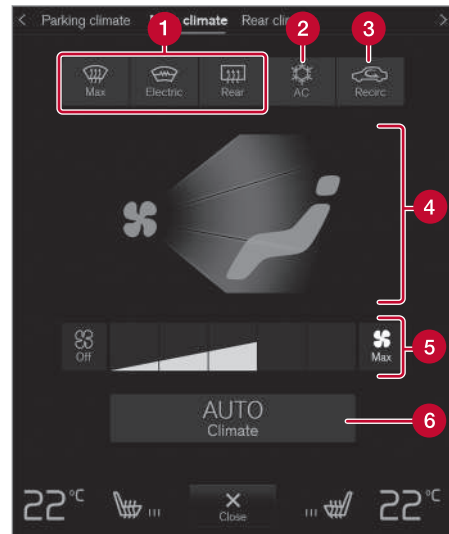 Parking climate climate Rear
1 2 3
Max Electric Rear AC Recirc
4
Off Max
5
AUTO
Climate
6
22°C Close 22°C